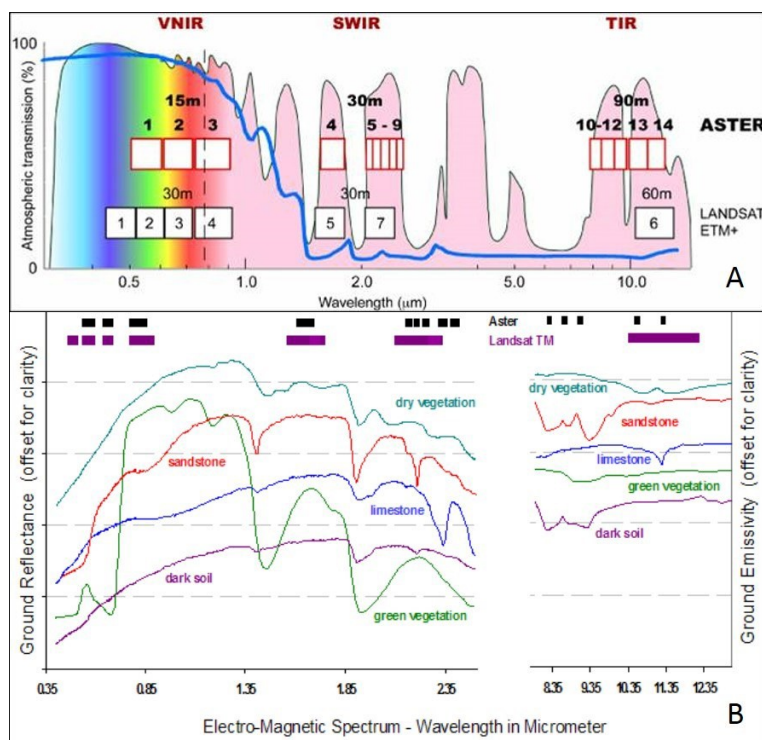 VNIR SWIR TIR
100
Atmospheric transmission (%)
0
15m 30m 90m
1 2 3 4 5 - 9 10-12 13 14 ASTER
30m 30m 60m
1 2 3 4 5 7 6 LANDSAT
ETM+
0.5 1.0 2.0 5.0 10.0
Wavelength (μm)
A
Aster
Landsat TM
Ground Reflectance (offset for clarity)
dry vegetation
sandstone
limestone
dark soil
green vegetation
dry vegetation
sandstone
limestone
green vegetation
dark soil
Ground Emissivity (offset for clarity)
0.35 0.85 1.35 1.85 2.35 8.35 9.35 10.35 11.35 12.35
Electro-Magnetic Spectrum - Wavelength in Micrometer
B